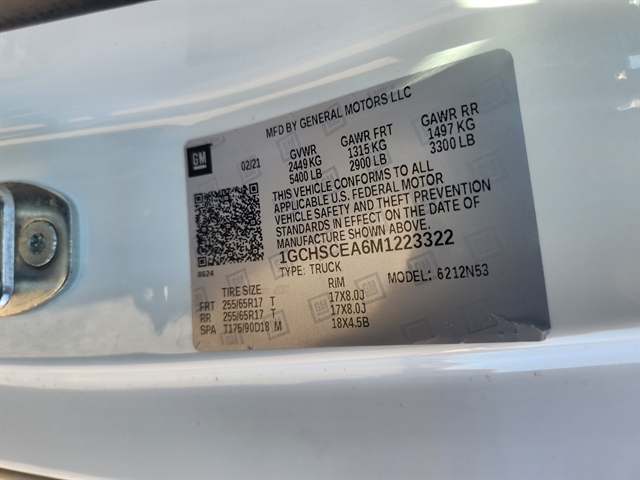 MFD BY GENERAL MOTORS LLC
GM
02/21
GVWR GAWR FRT GAWR RR
2449 KG 1315 KG 1497 KG
5400 LB 2900 LB 3300 LB
THIS VEHICLE CONFORMS TO ALL
APPLICABLE U.S. FEDERAL MOTOR
VEHICLE SAFETY AND THEFT PREVENTION
STANDARDS IN EFFECT ON THE DATE OF
MANUFACTURE SHOWN ABOVE.
8624
1GCHSCEA6M1223322
TYPE: TRUCK MODEL: 6212N53
TIRE SIZE RIM
FRT 255/65R17 T 17X8.0J
RR 255/65R17 T 17X8.0J
SPA T175/90D18 M 18X4.5B